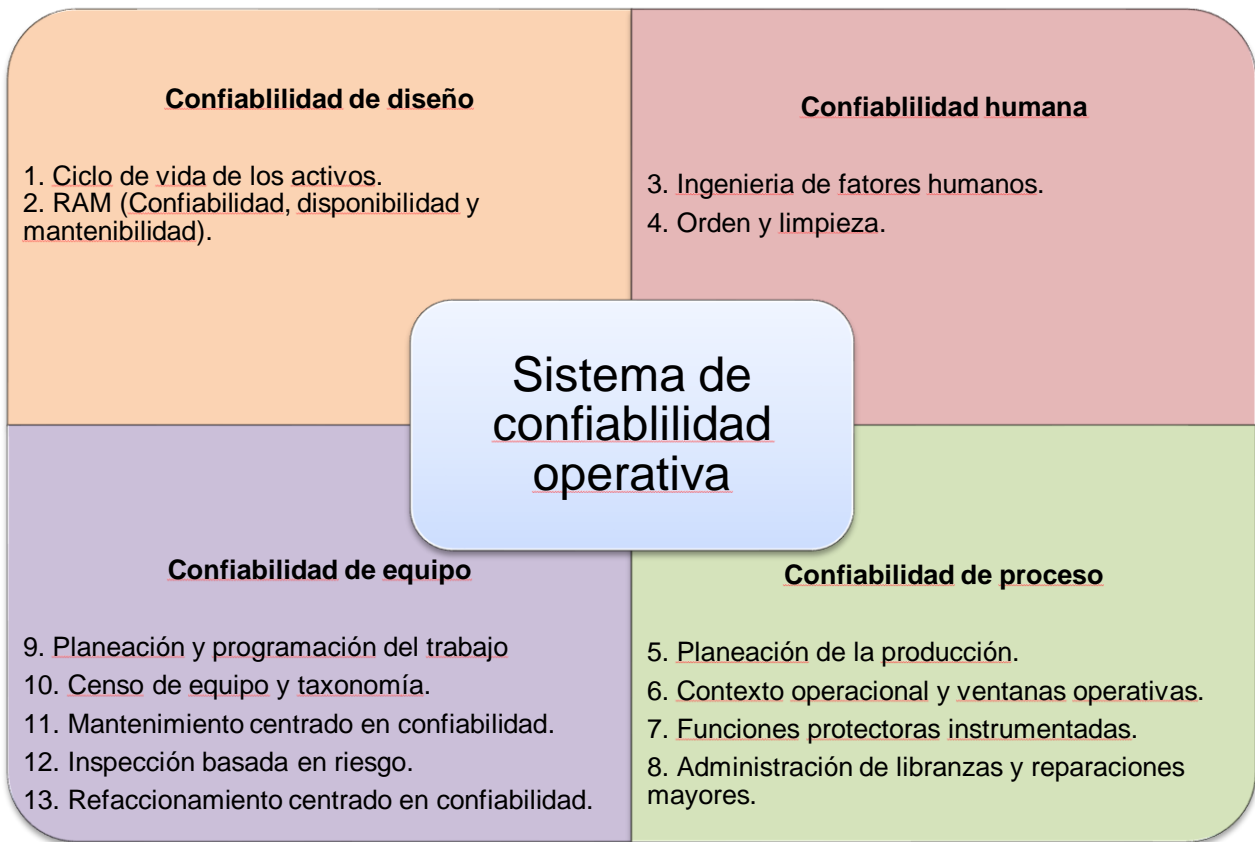 Confiablilidad de diseño
1. Ciclo de vida de los activos.
2. RAM (Confiabilidad, disponibilidad y
mantenibilidad).
Confiablilidad humana
3. Ingenieria de fatores humanos.
4. Orden y limpieza.
Sistema de
confiablilidad
operativa
Confiabilidad de equipo
9. Planeación y programación del trabajo
10. Censo de equipo y taxonomía.
11. Mantenimiento centrado en confiabilidad.
12. Inspección basada en riesgo.
13. Refaccionamiento centrado en confiabilidad.
Confiabilidad de proceso
5. Planeación de la producción.
6. Contexto operacional y ventanas operativas.
7. Funciones protectoras instrumentadas.
8. Administración de libranzas y reparaciones
mayores.